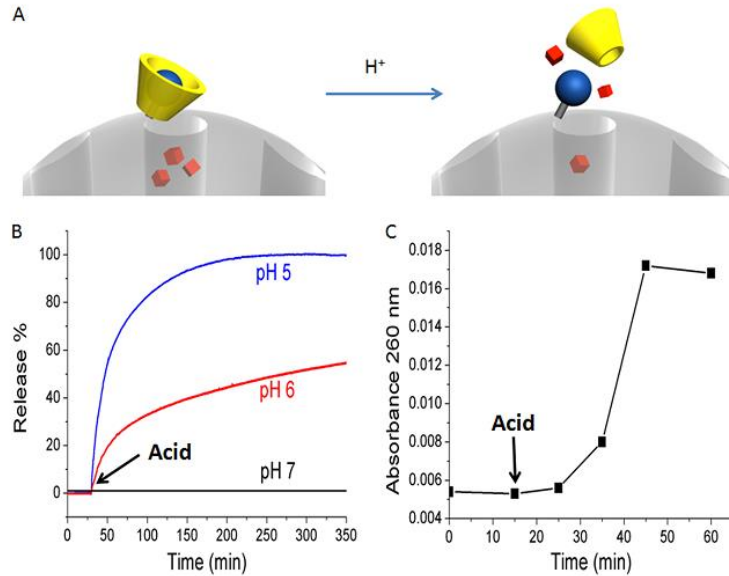 A
H+
B
100
80
60
40
20
0
Release %
pH 5
pH 6
pH 7
Acid
0 50 100 150 200 250 300 350
Time (min)
C
0.018
0.016
0.014
0.012
0.010
0.008
0.006
0.004
Absorbance 260 nm
Acid
0 10 20 30 40 50 60
Time (min)